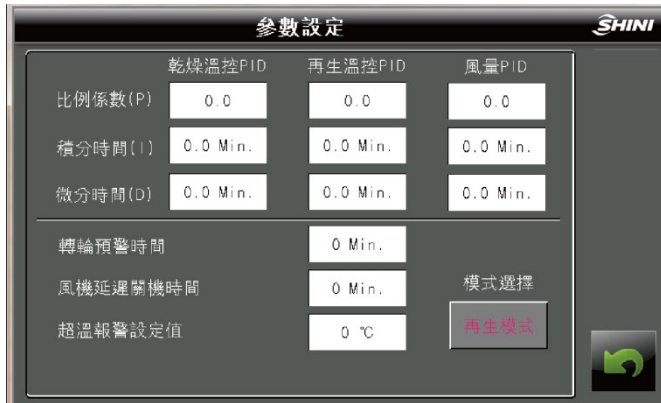 參數設定
SHINI
乾燥溫控PID 再生溫控PID 風量PID
比例係數(P) 0.0 0.0 0.0
積分時間(I) 0.0 Min. 0.0 Min. 0.0 Min.
微分時間(D) 0.0 Min. 0.0 Min. 0.0 Min.
轉輪預警時間 0 Min.
風機延遲關機時間 0 Min. 模式選擇
超溫報警設定值 0 ℃ 再生模式